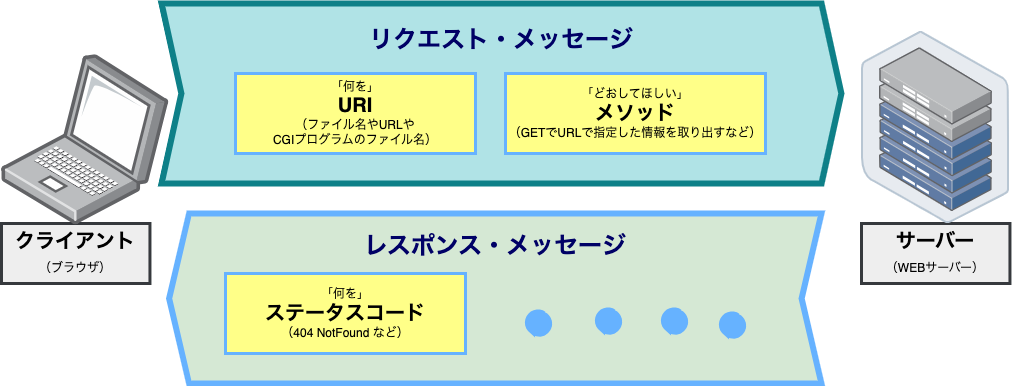 リクエスト・メッセージ
「何を」
URI
（ファイル名やURLや
CGIプログラムのファイル名）
「どおしてほしい」
メソッド
（GETでURLで指定した情報を取り出すなど）
クライアント
（ブラウザ）
サーバー
（WEBサーバー）
レスポンス・メッセージ
「何を」
ステータスコード
（404 NotFound など）